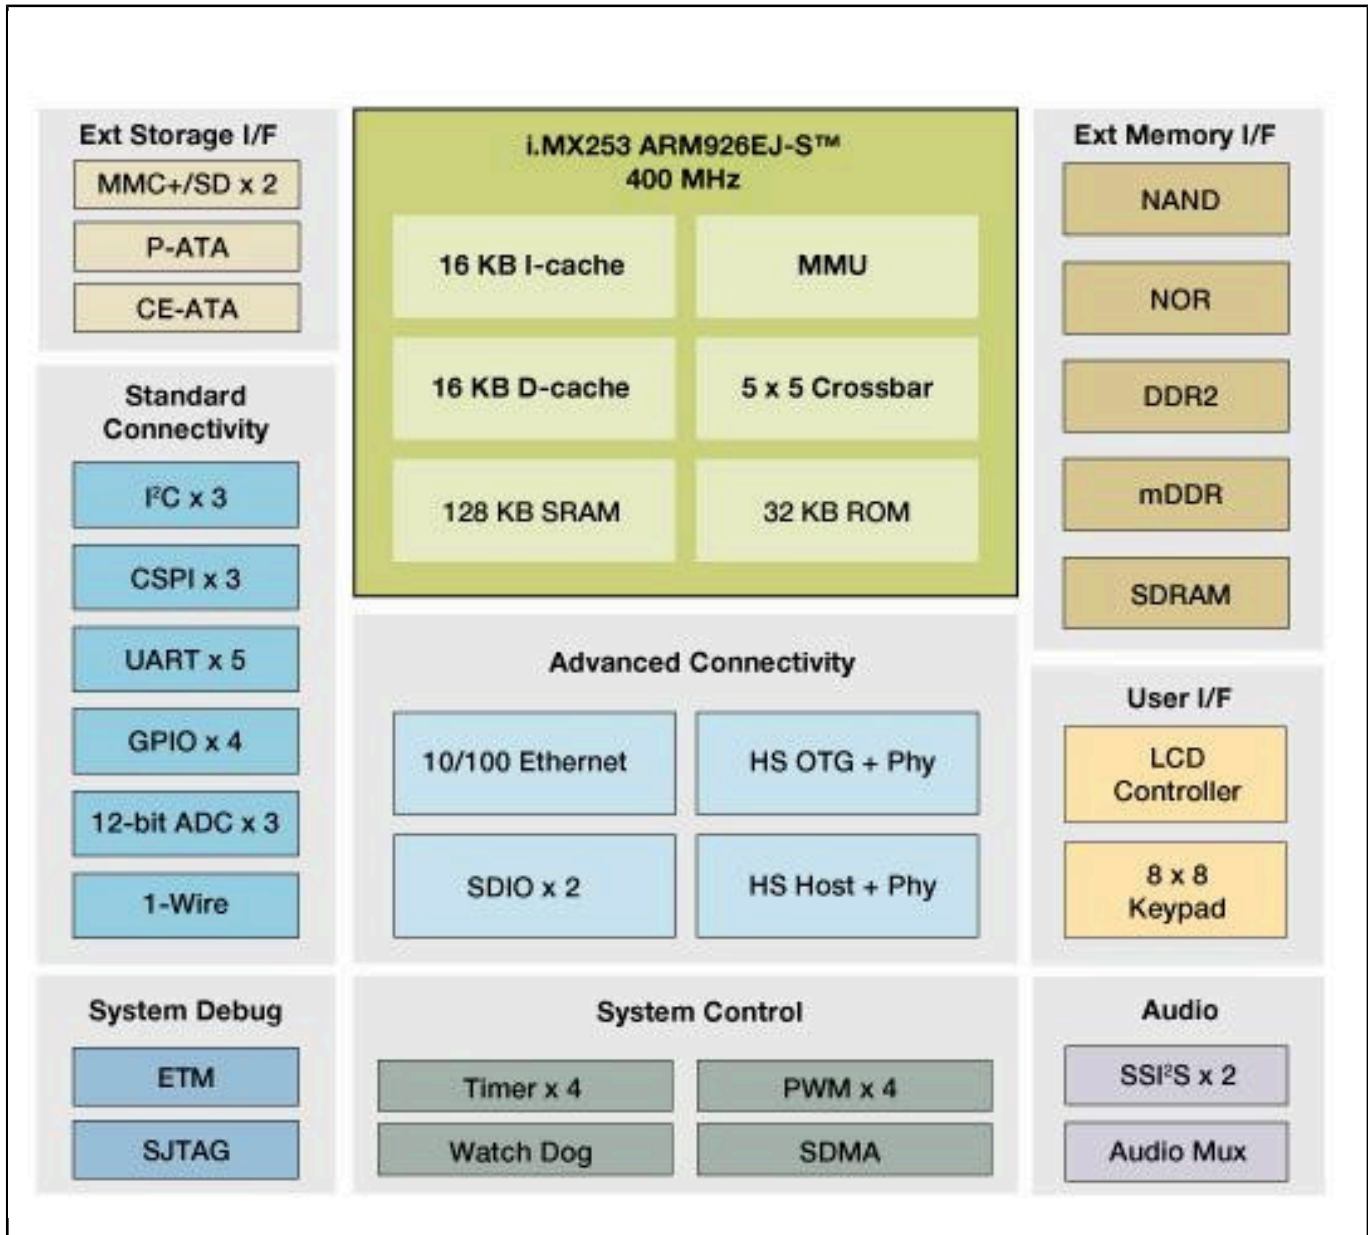 Ext Storage I/F
MMC+/SD x 2
P-ATA
CE-ATA
Standard
Connectivity
I²C x 3
CSPI x 3
UART x 5
GPIO x 4
12-bit ADC x 3
1-Wire
System Debug
ETM
SJTAG
i.MX253 ARM926EJ-S™
400 MHz
16 KB I-cache
MMU
16 KB D-cache
5 x 5 Crossbar
128 KB SRAM
32 KB ROM
Advanced Connectivity
10/100 Ethernet
HS OTG + Phy
SDIO x 2
HS Host + Phy
System Control
Timer x 4
PWM x 4
Watch Dog
SDMA
Ext Memory I/F
NAND
NOR
DDR2
mDDR
SDRAM
User I/F
LCD
Controller
8 x 8
Keypad
Audio
SSI²S x 2
Audio Mux